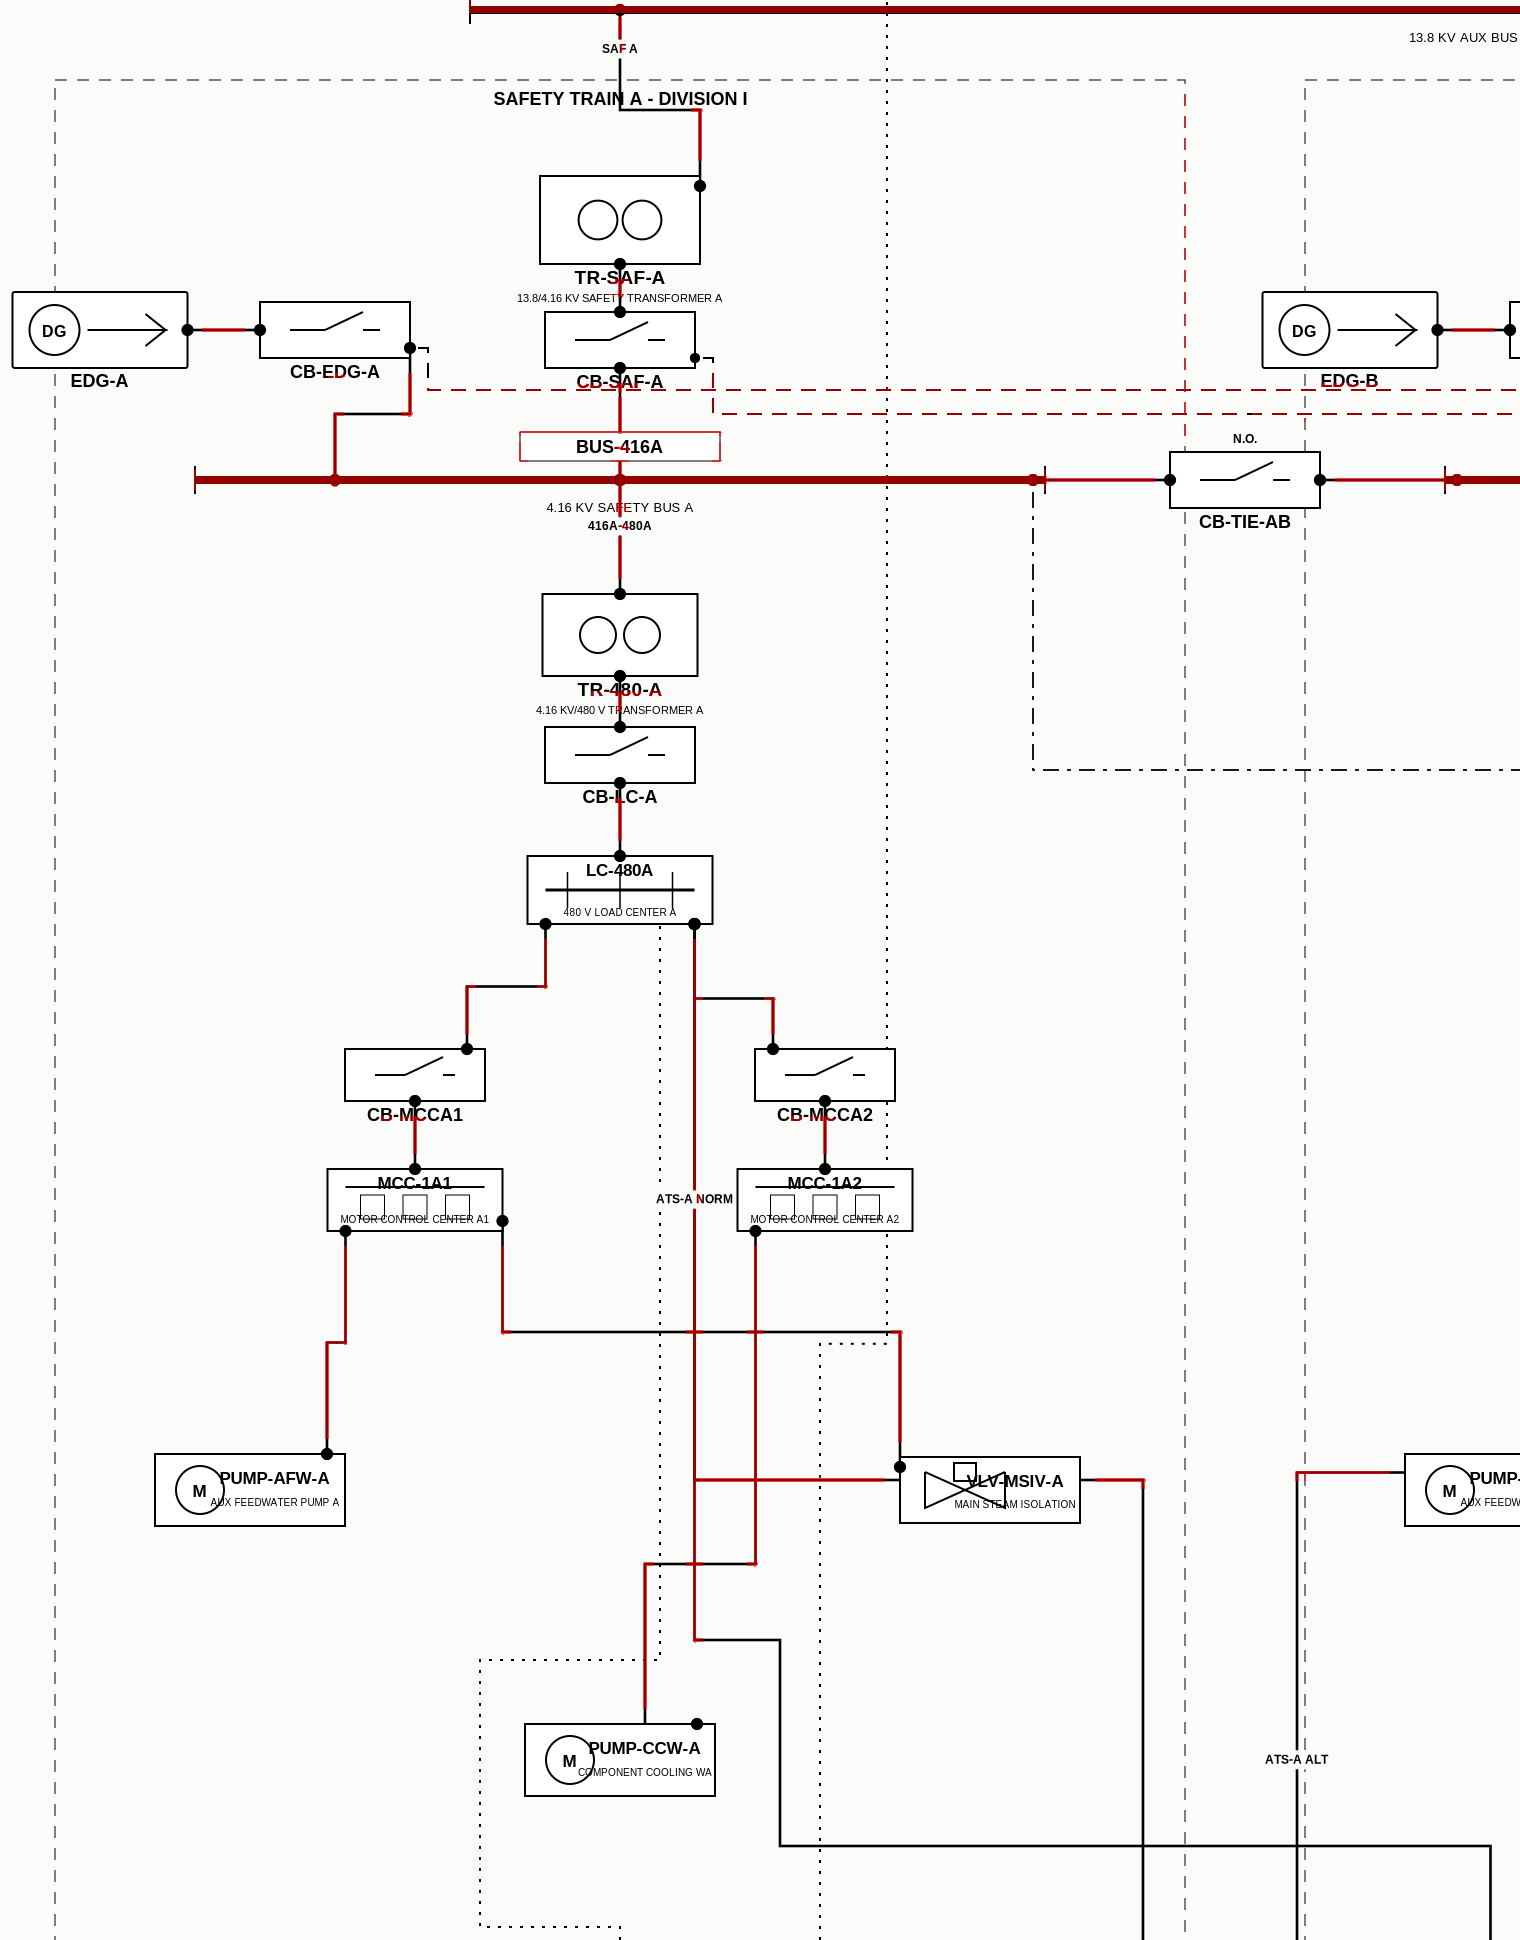 13.8 KV AUX BUS
SAF A
SAFETY TRAIN A - DIVISION I
TR-SAF-A
13.8/4.16 KV SAFETY TRANSFORMER A
DG
EDG-A
CB-EDG-A
CB-SAF-A
DG
EDG-B
BUS-416A
N.O.
4.16 KV SAFETY BUS A
416A-480A
CB-TIE-AB
TR-480-A
4.16 KV/480 V TRANSFORMER A
CB-LC-A
LC-480A
480 V LOAD CENTER A
CB-MCCA1
CB-MCCA2
MCC-1A1
MOTOR CONTROL CENTER A1
ATS-A NORM
MCC-1A2
MOTOR CONTROL CENTER A2
M
PUMP-AFW-A
AUX FEEDWATER PUMP A
VLV-MSIV-A
MAIN STEAM ISOLATION
M
PUMP-
AUX FEEDW
M
PUMP-CCW-A
COMPONENT COOLING WA
ATS-A ALT